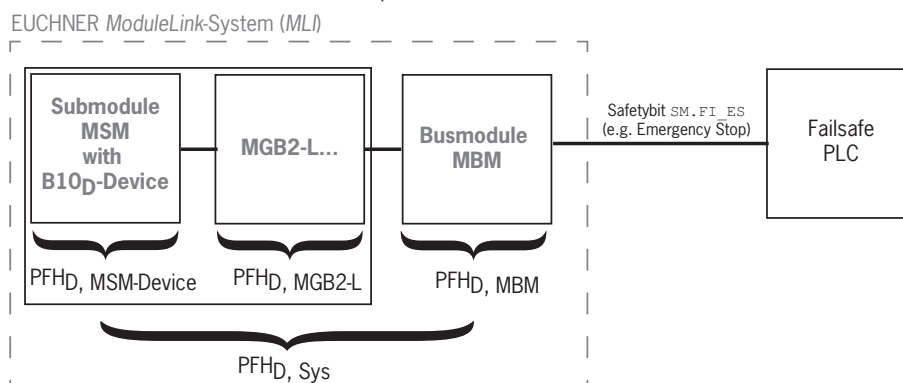 EUCHNER ModuleLink-System (MLI)
Submodule
MSM
with
B10D-Device
MGB2-L...
Busmodule
MBM
Safetybit SM.FI_ES
(e.g. Emergency Stop)
Failsafe
PLC
PFHD, MSM-Device
PFHD, MGB2-L
PFHD, MBM
PFHD, Sys